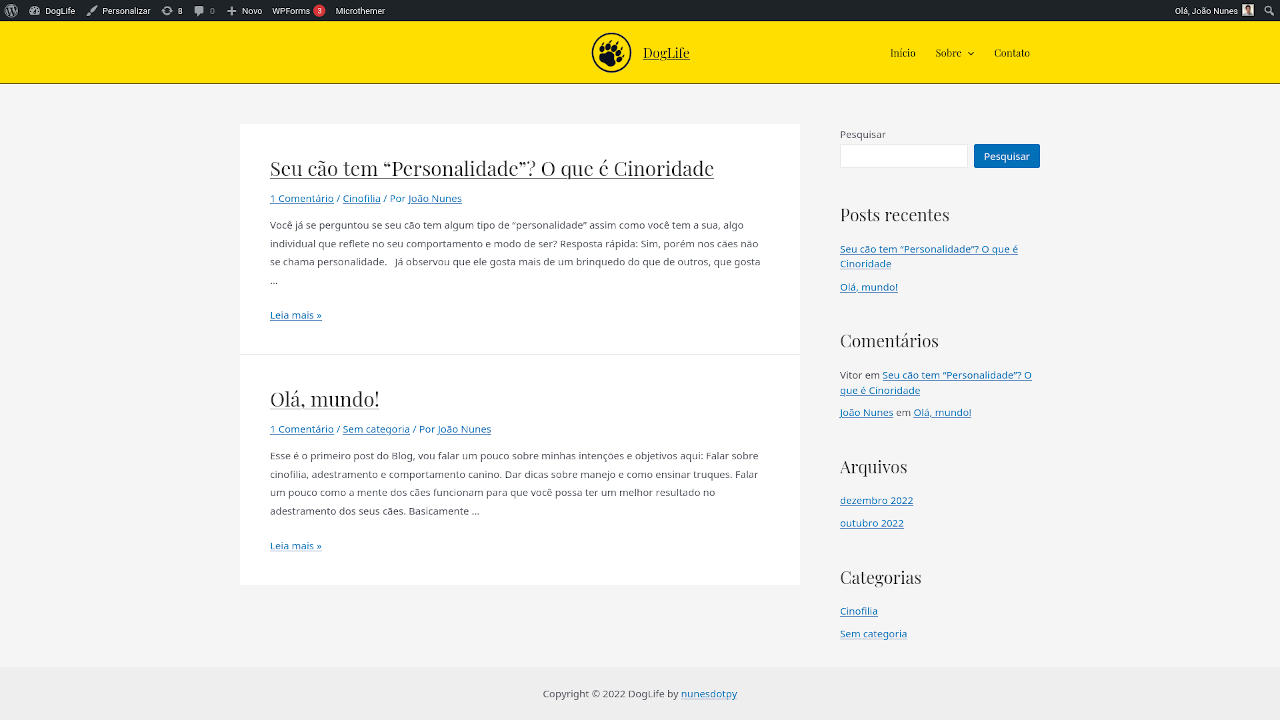 DogLife Personalizar 8 0 Novo WPForms 3 Microthemer Olá, João Nunes
DogLife Início Sobre Contato
Seu cão tem “Personalidade”? O que é Cinoridade
1 Comentário / Cinofilia / Por João Nunes
Você já se perguntou se seu cão tem algum tipo de “personalidade” assim como você tem a sua, algo
individual que reflete no seu comportamento e modo de ser? Resposta rápida: Sim, porém nos cães não
se chama personalidade. Já observou que ele gosta mais de um brinquedo do que de outros, que gosta
…
Leia mais »
Olá, mundo!
1 Comentário / Sem categoria / Por João Nunes
Esse é o primeiro post do Blog, vou falar um pouco sobre minhas intenções e objetivos aqui: Falar sobre
cinofilia, adestramento e comportamento canino. Dar dicas sobre manejo e como ensinar truques. Falar
um pouco como a mente dos cães funcionam para que você possa ter um melhor resultado no
adestramento dos seus cães. Basicamente …
Leia mais »
Pesquisar
Pesquisar
Posts recentes
Seu cão tem “Personalidade”? O que é
Cinoridade
Olá, mundo!
Comentários
Vitor em Seu cão tem “Personalidade”? O
que é Cinoridade
João Nunes em Olá, mundo!
Arquivos
dezembro 2022
outubro 2022
Categorias
Cinofilia
Sem categoria
Copyright © 2022 DogLife by nunesdotpy